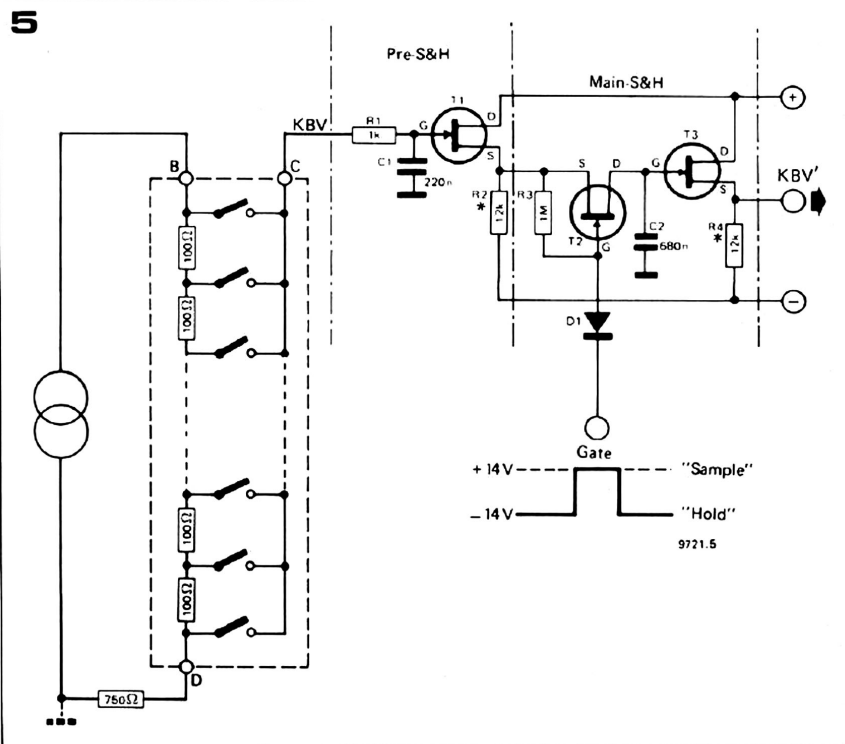 5
Pre-S&H
Main-S&H
T1
D
+
KBV
R1
1k
G
S
T3
D
B
C
C1
220n
S
D
G
S
KBV'
R2
*
12k
R3
1M
T2
G
C2
680n
R4
*
12k
100Ω
100Ω
D1
−
Gate
+14V
"Sample"
−14V
"Hold"
9721.5
100Ω
100Ω
D
750Ω